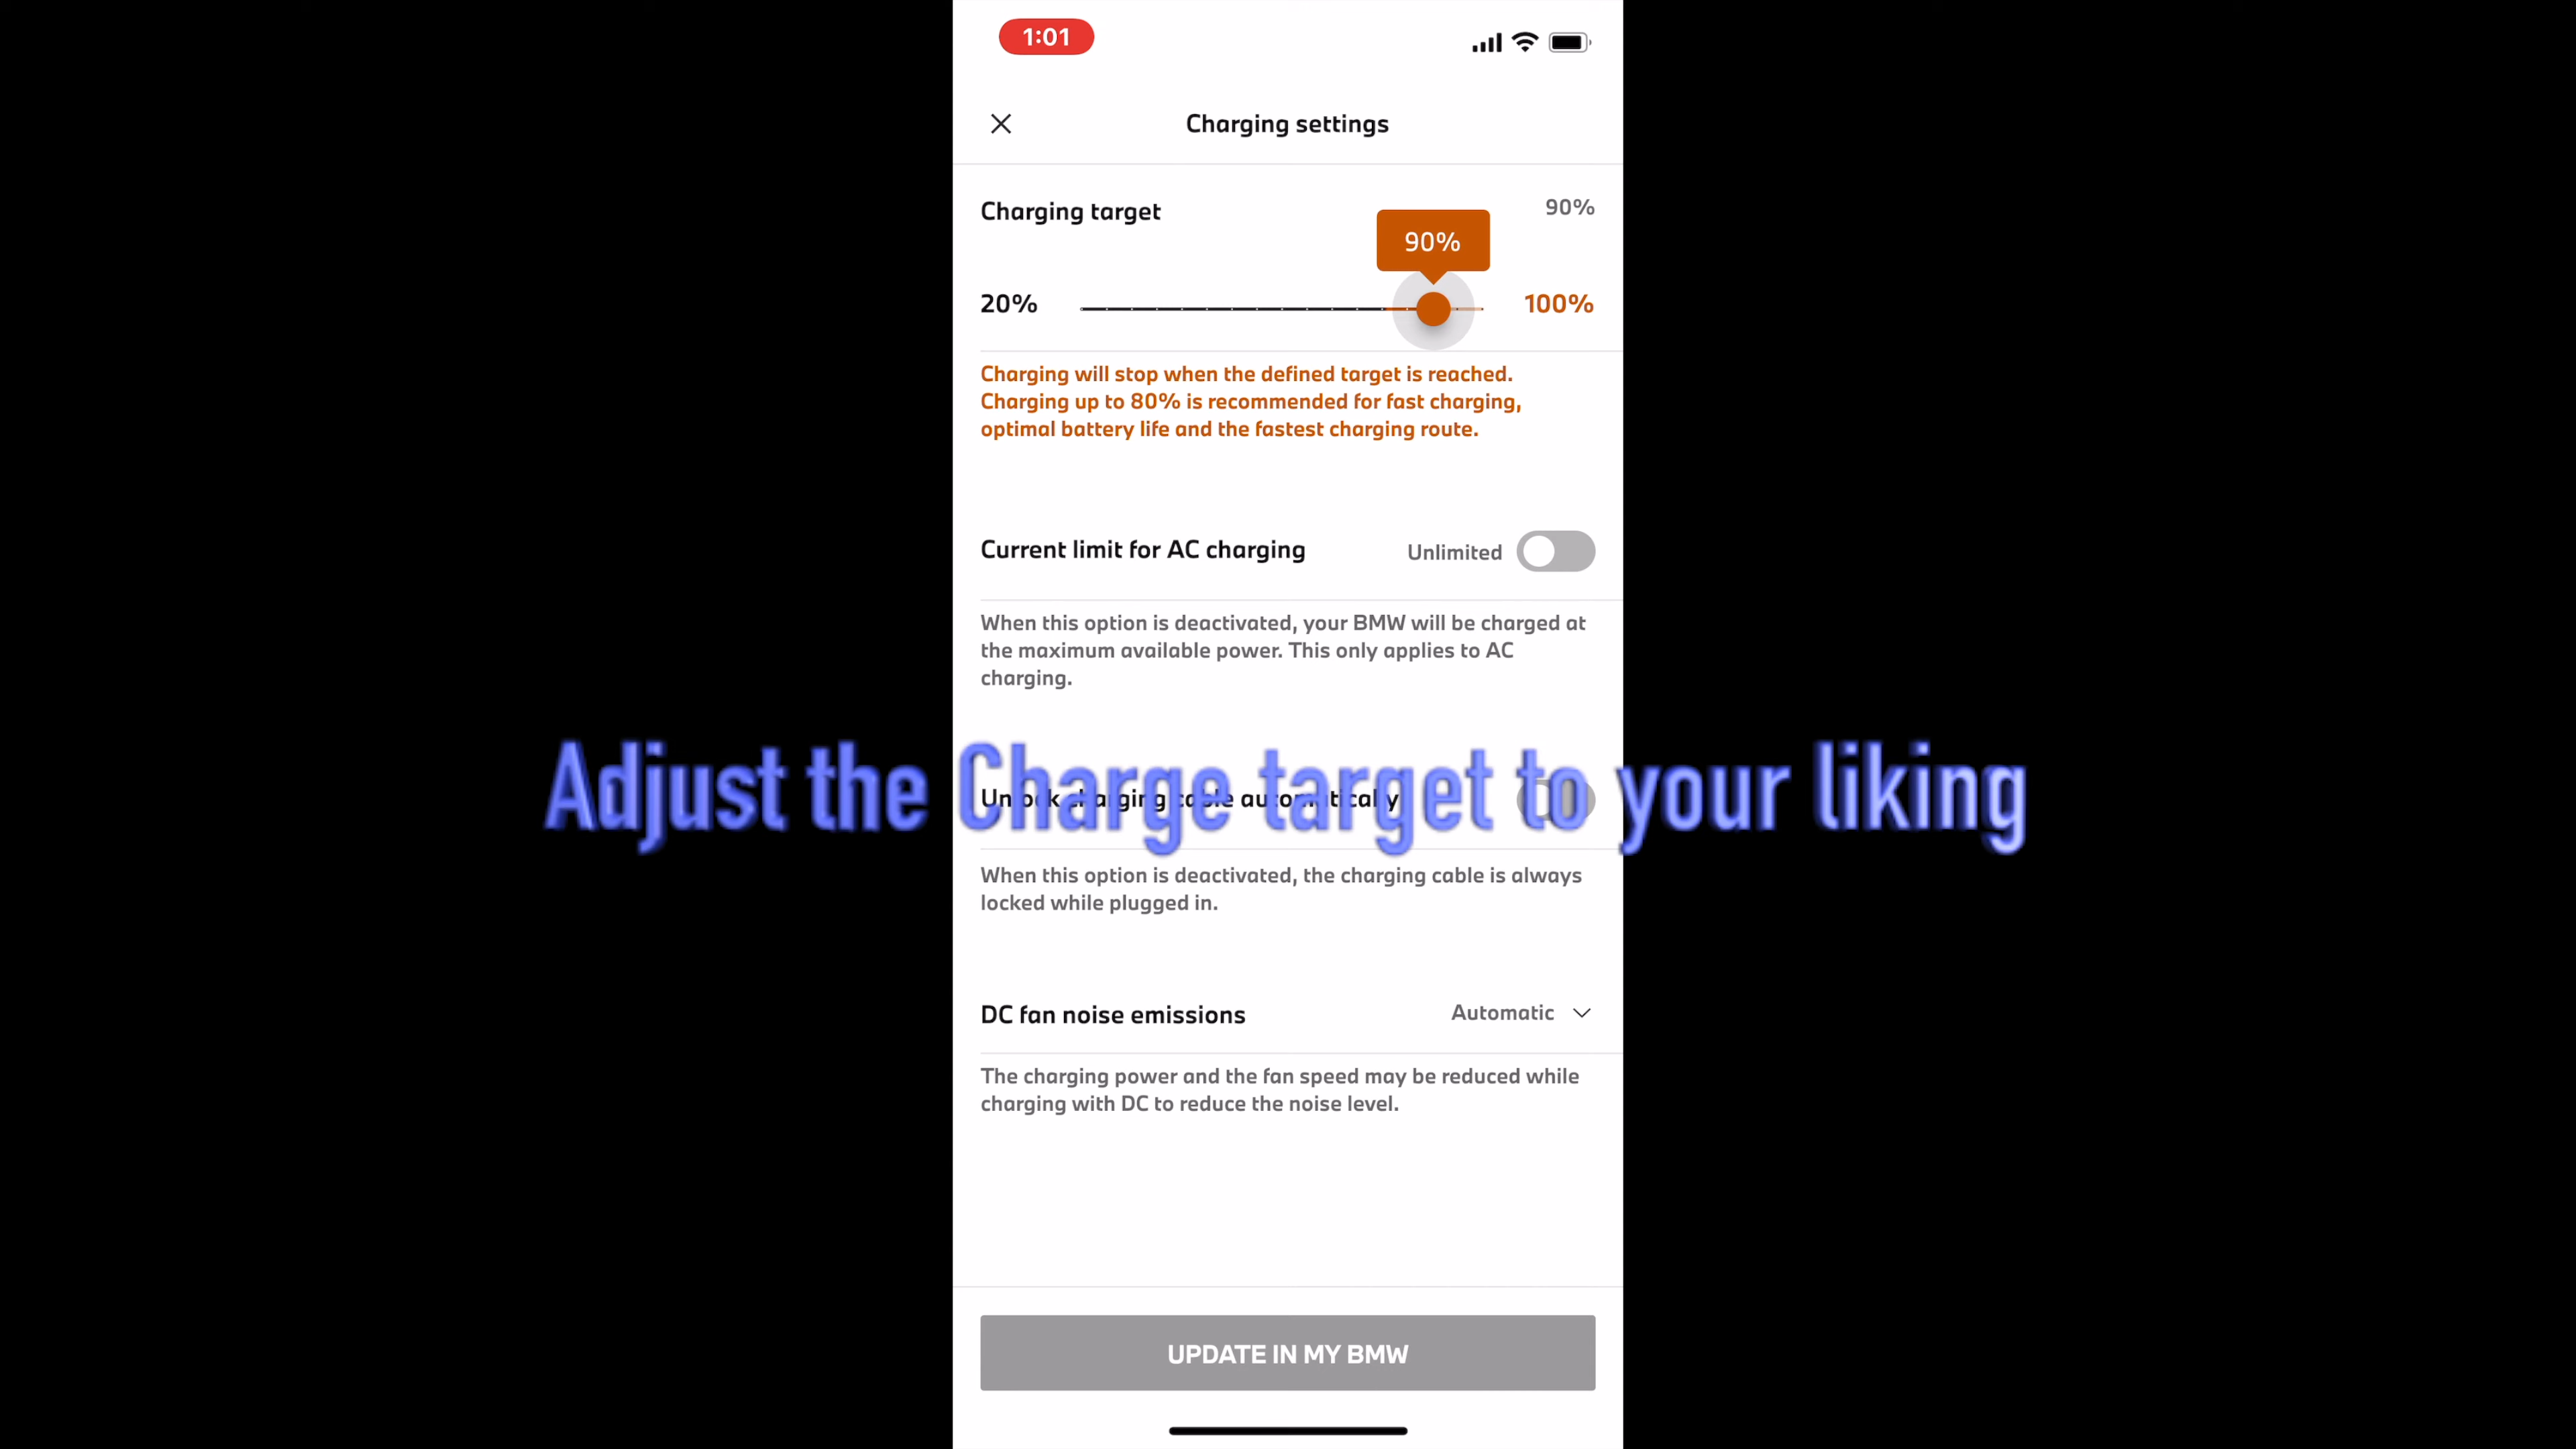 1:01
Charging settings
Charging target
90%
90%
20%
100%
Charging will stop when the defined target is reached.
Charging up to 80% is recommended for fast charging,
optimal battery life and the fastest charging route.
Current limit for AC charging
Unlimited
When this option is deactivated, your BMW will be charged at
the maximum available power. This only applies to AC
charging.
Adjust the Charge target to your liking
Unlock charging cable automatically
When this option is deactivated, the charging cable is always
locked while plugged in.
DC fan noise emissions
Automatic
The charging power and the fan speed may be reduced while
charging with DC to reduce the noise level.
UPDATE IN MY BMW